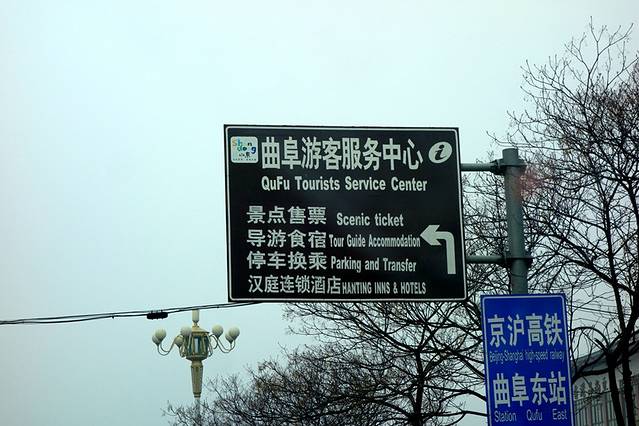 曲阜游客服务中心 i
QuFu Tourists Service Center
景点售票 Scenic ticket
导游食宿 Tour Guide Accommodation
停车换乘 Parking and Transfer
汉庭连锁酒店 HANTING INNS & HOTELS
京沪高铁
Beijing-Shanghai high-speed railway
曲阜东站
Station Qufu East